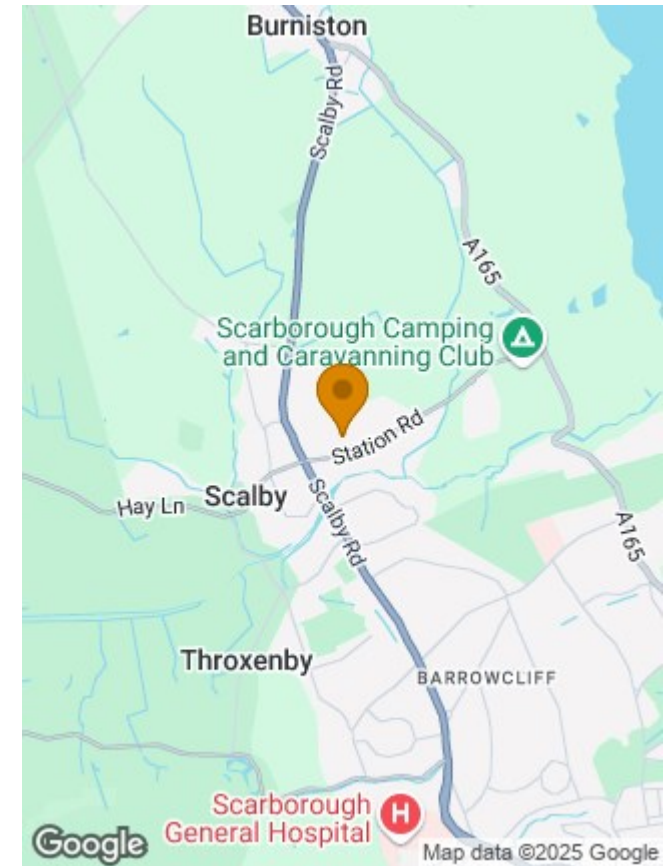 Burniston
Scalby Rd
A165
Scarborough Camping
and Caravanning Club
Station Rd
Hay Ln
Scalby
Scalby Rd
A165
Throxenby
BARROWCLIFF
Scarborough
General Hospital
H
Google
Map data ©2025 Google